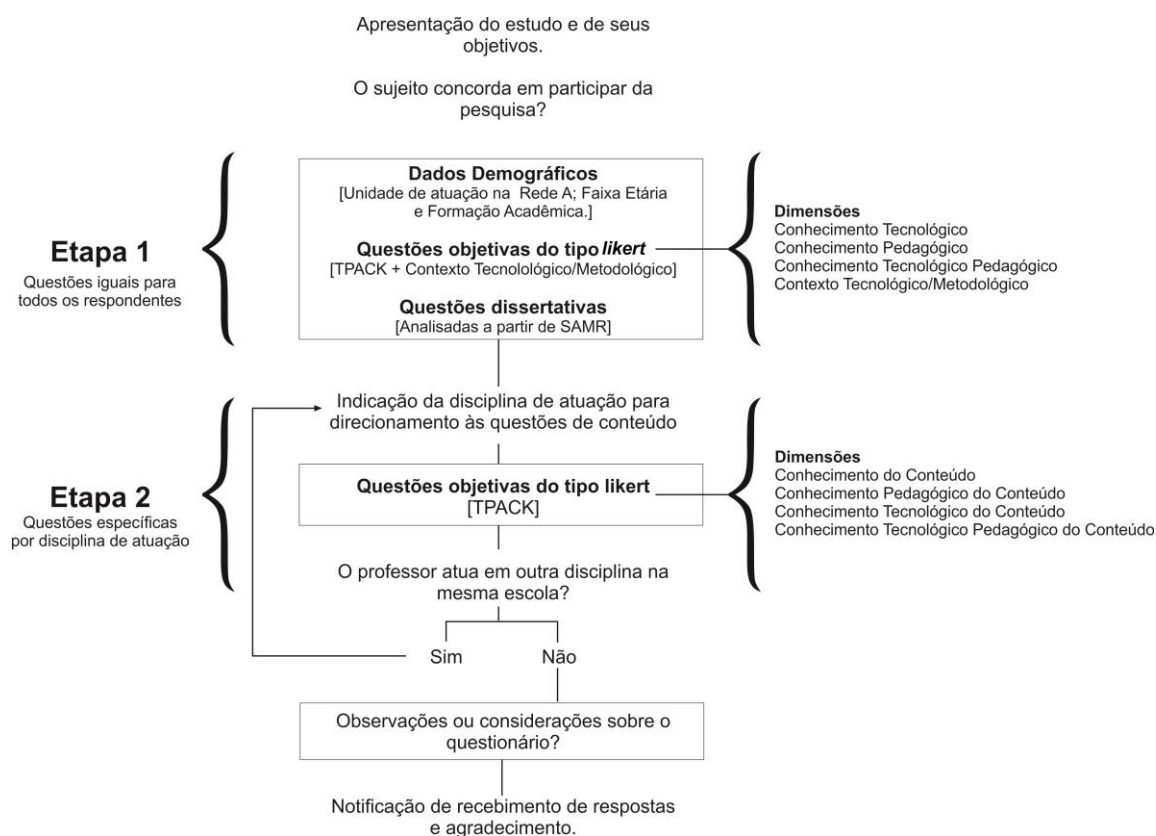 Apresentação do estudo e de seus
objetivos.
O sujeito concorda em participar da
pesquisa?
Etapa 1
Questões iguais para
todos os respondentes
Dados Demográficos
[Unidade de atuação na Rede A; Faixa Etária
e Formação Acadêmica.]
Questões objetivas do tipo likert
[TPACK + Contexto Tecnolológico/Metodológico]
Questões dissertativas
[Analisadas a partir de SAMR]
Dimensões
Conhecimento Tecnológico
Conhecimento Pedagógico
Conhecimento Tecnológico Pedagógico
Contexto Tecnológico/Metodológico
Etapa 2
Questões específicas
por disciplina de atuação
Indicação da disciplina de atuação para
direcionamento às questões de conteúdo
Questões objetivas do tipo likert
[TPACK]
Dimensões
Conhecimento do Conteúdo
Conhecimento Pedagógico do Conteúdo
Conhecimento Tecnológico do Conteúdo
Conhecimento Tecnológico Pedagógico do Conteúdo
O professor atua em outra disciplina na
mesma escola?
Sim Não
Observações ou considerações sobre o
questionário?
Notificação de recebimento de respostas
e agradecimento.